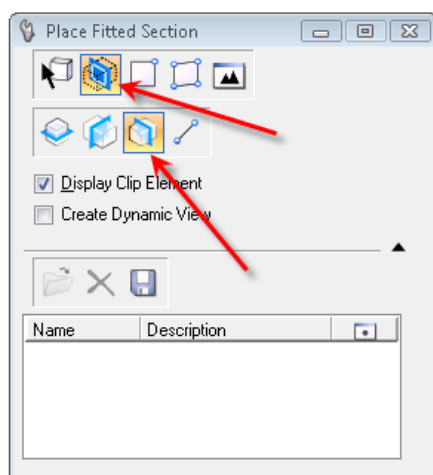 Place Fitted Section
Display Clip Element
Create Dynamic View
Name Description